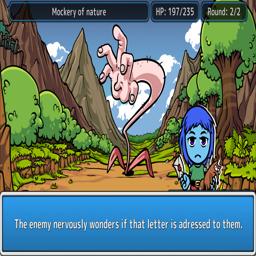 Mockery of nature
HP: 197/235
Round: 2/2
The enemy nervously wonders if that letter is adressed to them.